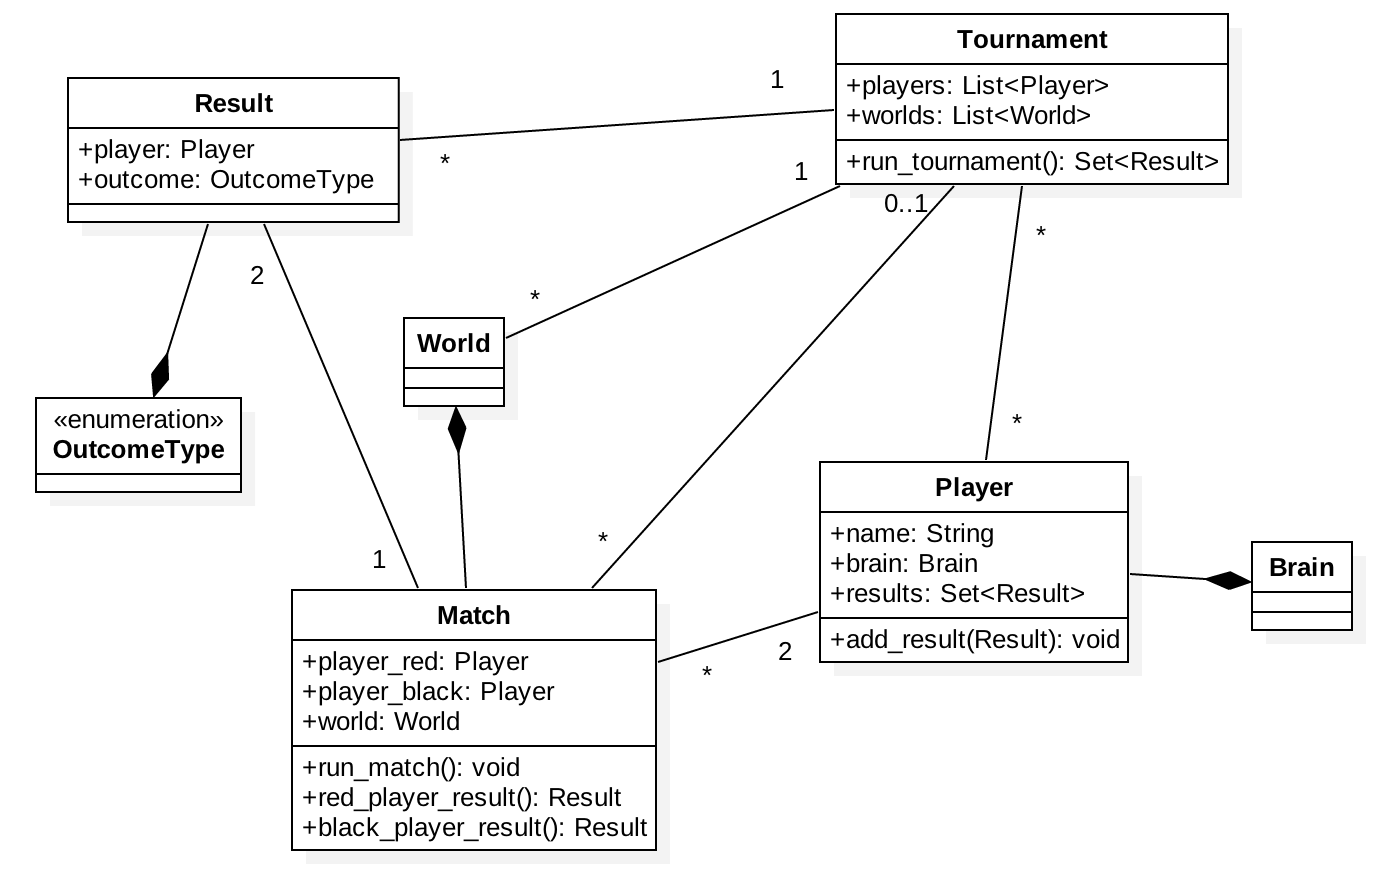 Tournament
+players: List<Player>
+worlds: List<World>
+run_tournament(): Set<Result>
Result
+player: Player
+outcome: OutcomeType
1
*
1
*
0..1
*
*
*
2
1
World
«enumeration»
OutcomeType
Player
+name: String
+brain: Brain
+results: Set<Result>
+add_result(Result): void
Brain
*
2
Match
+player_red: Player
+player_black: Player
+world: World
+run_match(): void
+red_player_result(): Result
+black_player_result(): Result